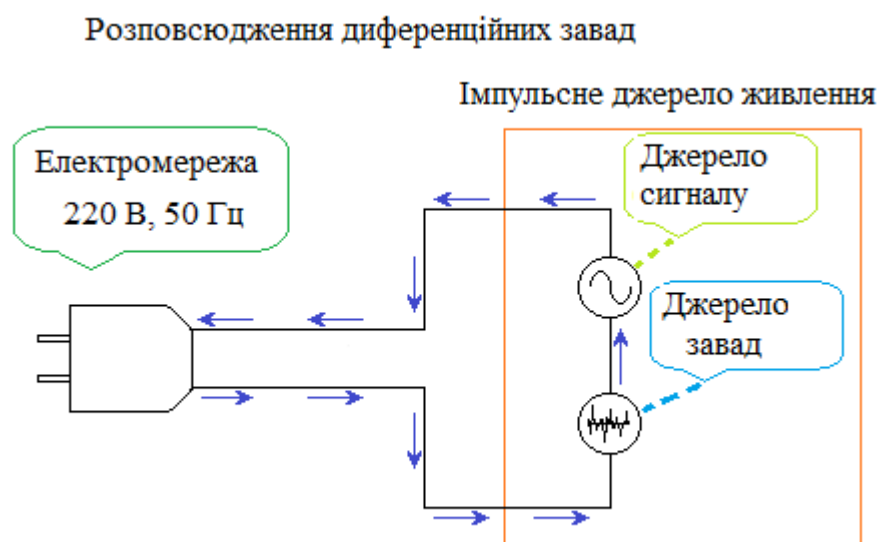 Розповсюдження диференційних завад
Імпульсне джерело живлення
Електромережа
220 В, 50 Гц
Джерело
сигналу
Джерело
завад